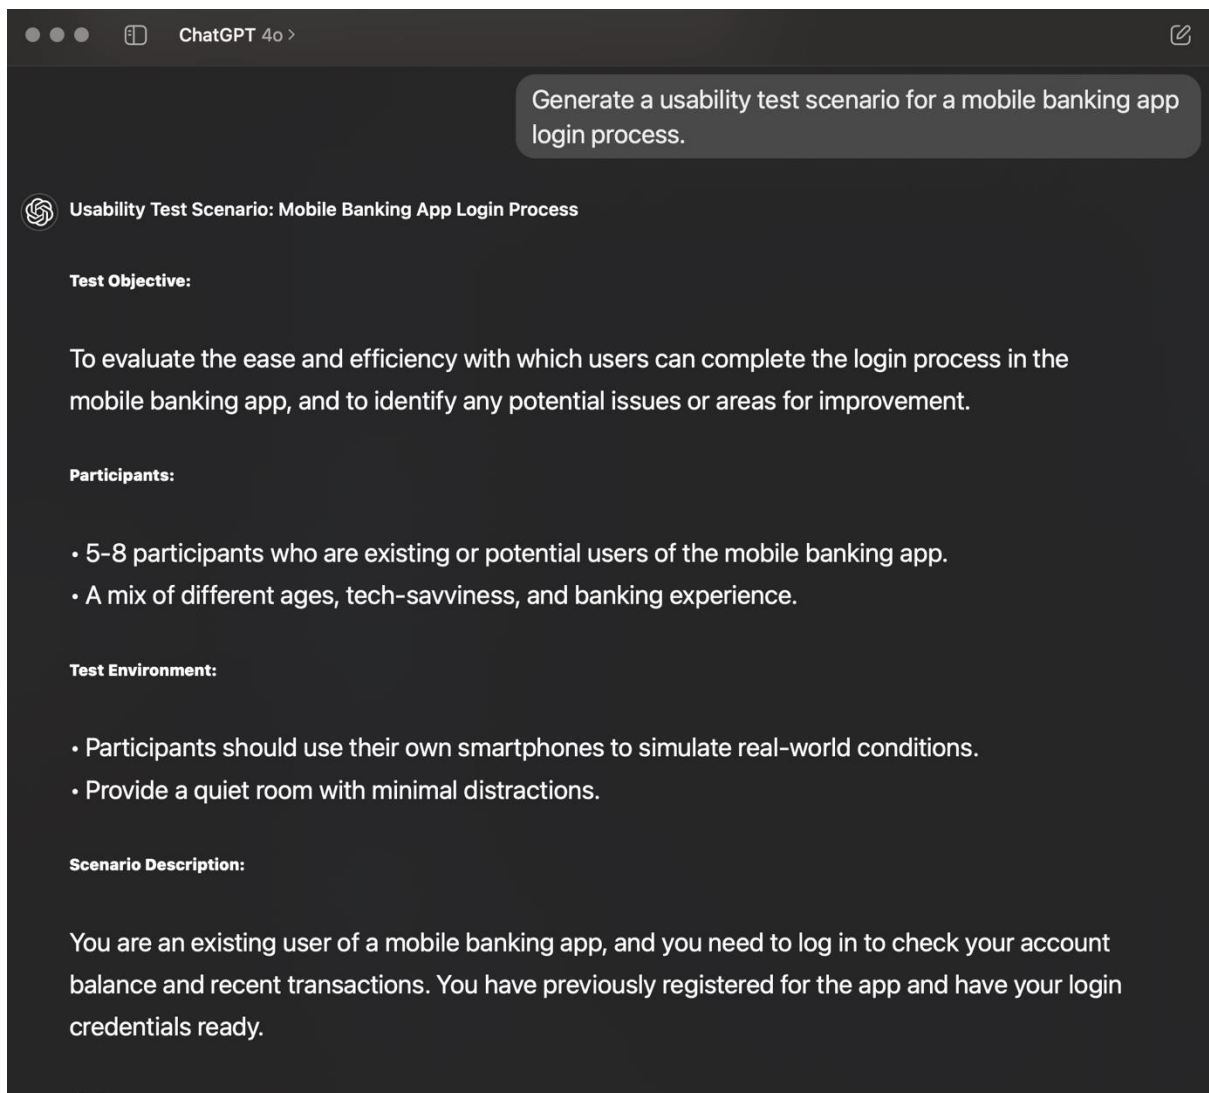 ChatGPT 4o >
Generate a usability test scenario for a mobile banking app
login process.
Usability Test Scenario: Mobile Banking App Login Process
Test Objective:
To evaluate the ease and efficiency with which users can complete the login process in the
mobile banking app, and to identify any potential issues or areas for improvement.
Participants:
• 5-8 participants who are existing or potential users of the mobile banking app.
• A mix of different ages, tech-savviness, and banking experience.
Test Environment:
• Participants should use their own smartphones to simulate real-world conditions.
• Provide a quiet room with minimal distractions.
Scenario Description:
You are an existing user of a mobile banking app, and you need to log in to check your account
balance and recent transactions. You have previously registered for the app and have your login
credentials ready.